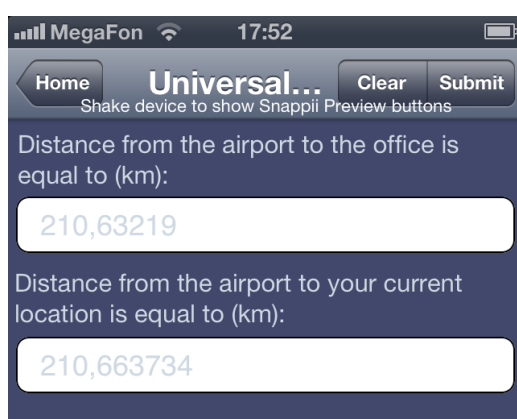 MegaFon 17:52
Home Universal... Clear Submit
Shake device to show Snappii Preview buttons
Distance from the airport to the office is
equal to (km):
210,63219
Distance from the airport to your current
location is equal to (km):
210,663734